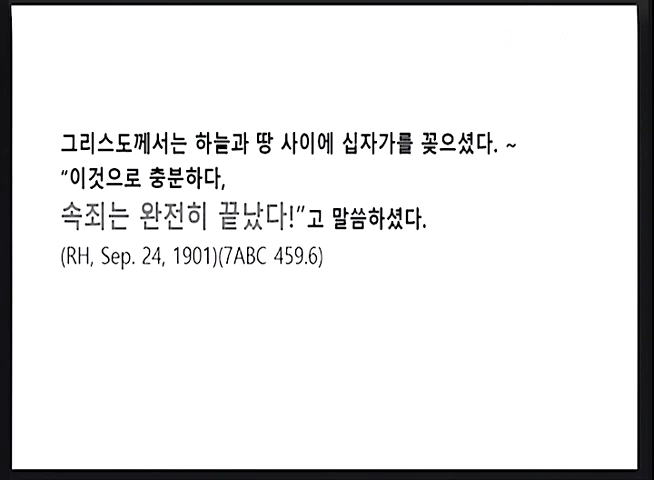 그리스도께서는 하늘과 땅 사이에 십자가를 꽂으셨다. ~
“이것으로 충분하다,
속죄는 완전히 끝났다!”고 말씀하셨다.
(RH, Sep. 24, 1901)(7ABC 459.6)